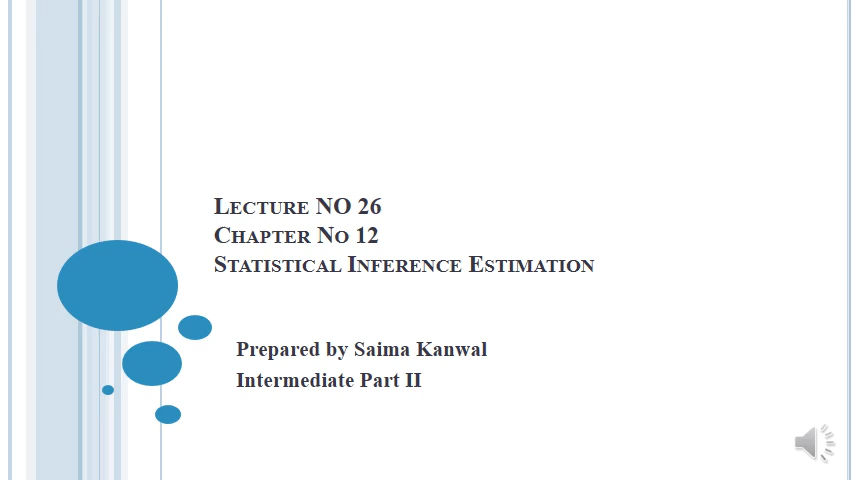 Lecture NO 26
Chapter No 12
Statistical Inference Estimation
Prepared by Saima Kanwal
Intermediate Part II